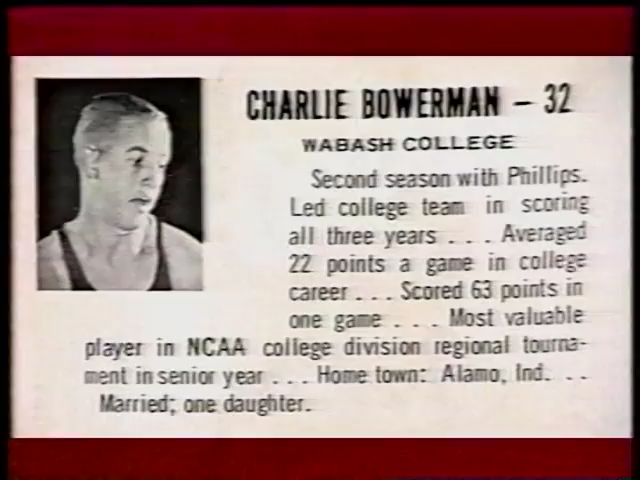 CHARLIE BOWERMAN – 32
WABASH COLLEGE
Second season with Phillips.
Led college team in scoring
all three years . . . Averaged
22 points a game in college
career . . . Scored 63 points in
one game . . . Most valuable
player in NCAA college division regional tourna-
ment in senior year . . . Home town: Alamo, Ind. . .
Married; one daughter.